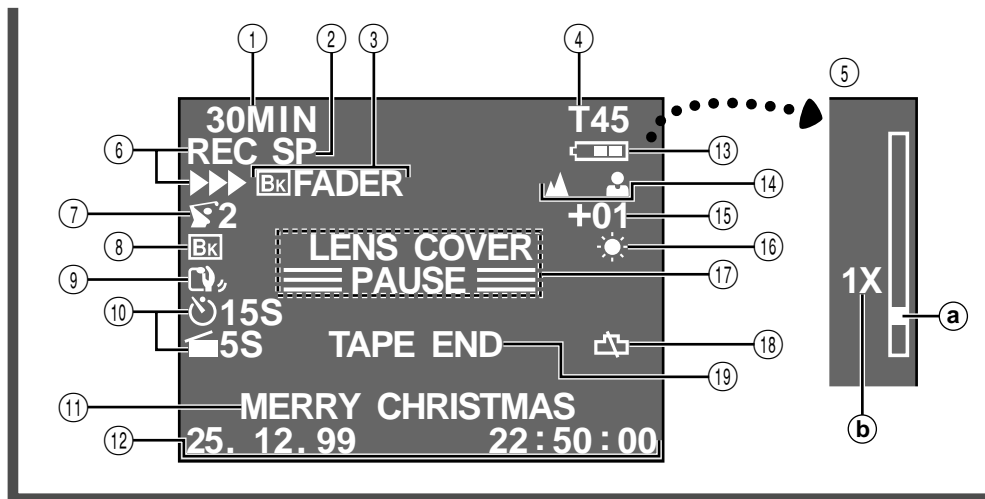 ① ② ③ ④ ⑤
30MIN T45
⑥ REC SP ⑬
BK FADER ⑭
⑦ 2 +01 ⑮
⑧ BK LENS COVER ⑯
⑨ PAUSE ⑰
1X
⑩ 15S a
5S TAPE END ⑱
⑲
⑪ MERRY CHRISTMAS
b
⑫ 25. 12. 99 22:50:00